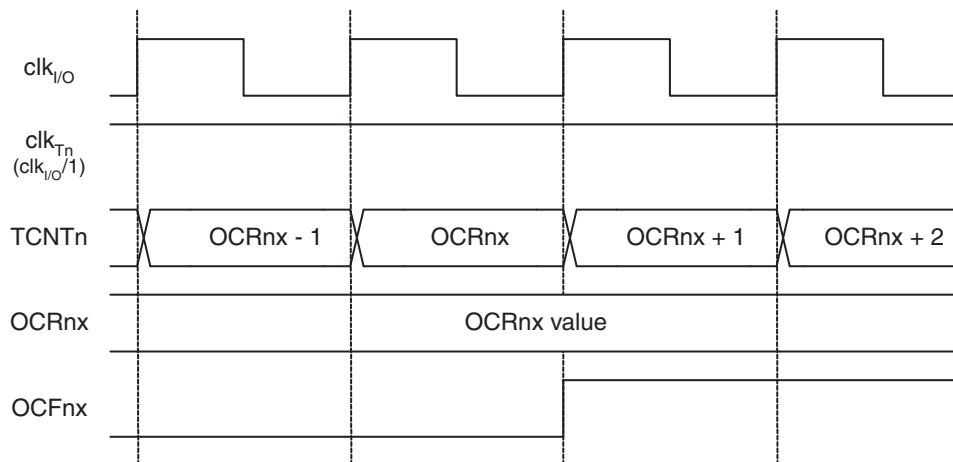 clkI/O
clkTn
(clkI/O/1)
TCNTn OCRnx - 1 OCRnx OCRnx + 1 OCRnx + 2
OCRnx OCRnx value
OCFnx